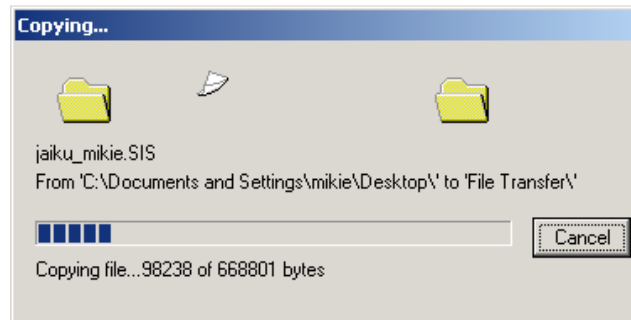 Copying...
jaiku_mikie.SIS
From 'C:\Documents and Settings\mikie\Desktop\' to 'File Transfer\'
Cancel
Copying file...98238 of 668801 bytes